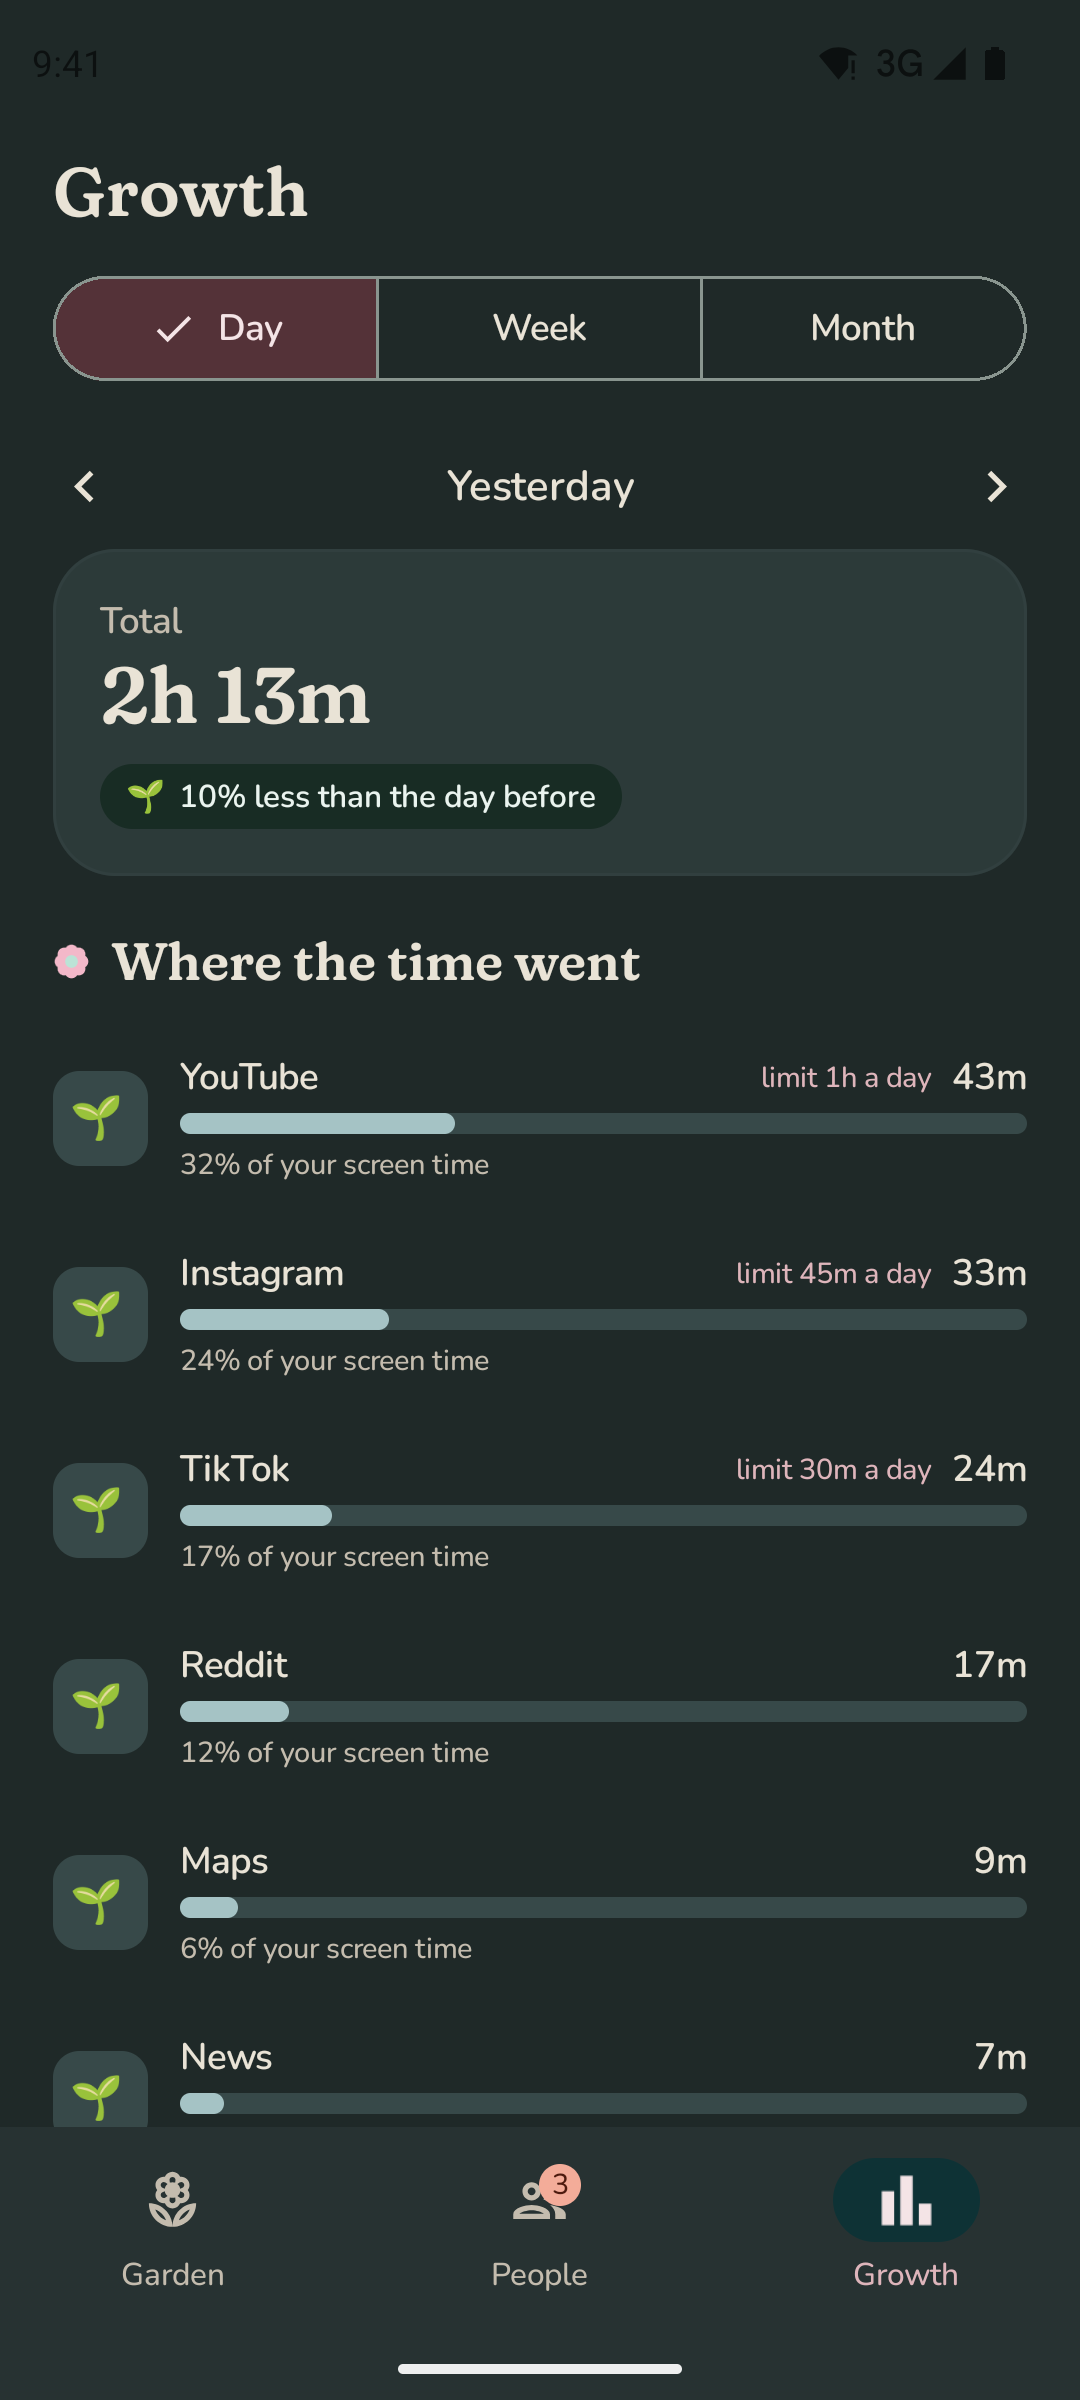 9:41
3G
Growth
Day
Week
Month
Yesterday
Total
2h 13m
10% less than the day before
Where the time went
YouTube
limit 1h a day
43m
32% of your screen time
Instagram
limit 45m a day
33m
24% of your screen time
TikTok
limit 30m a day
24m
17% of your screen time
Reddit
17m
12% of your screen time
Maps
9m
6% of your screen time
News
7m
3
Garden
People
Growth